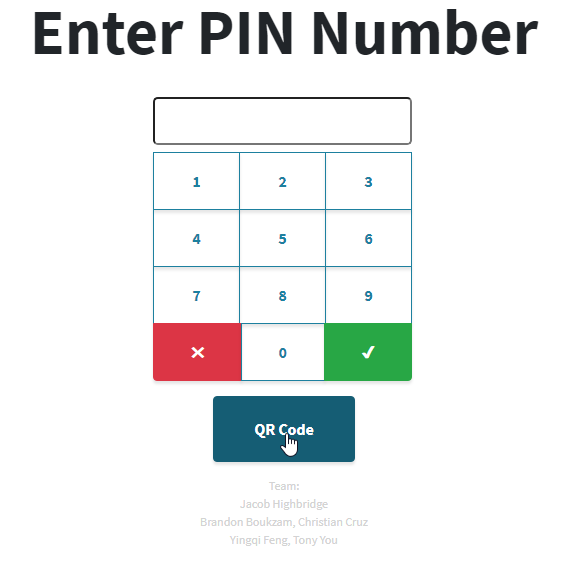 Enter PIN Number
1 2 3
4 5 6
7 8 9
✕ 0 ✓
QR Code
Team:
Jacob Highbridge
Brandon Boukzam, Christian Cruz
Yingqi Feng, Tony You